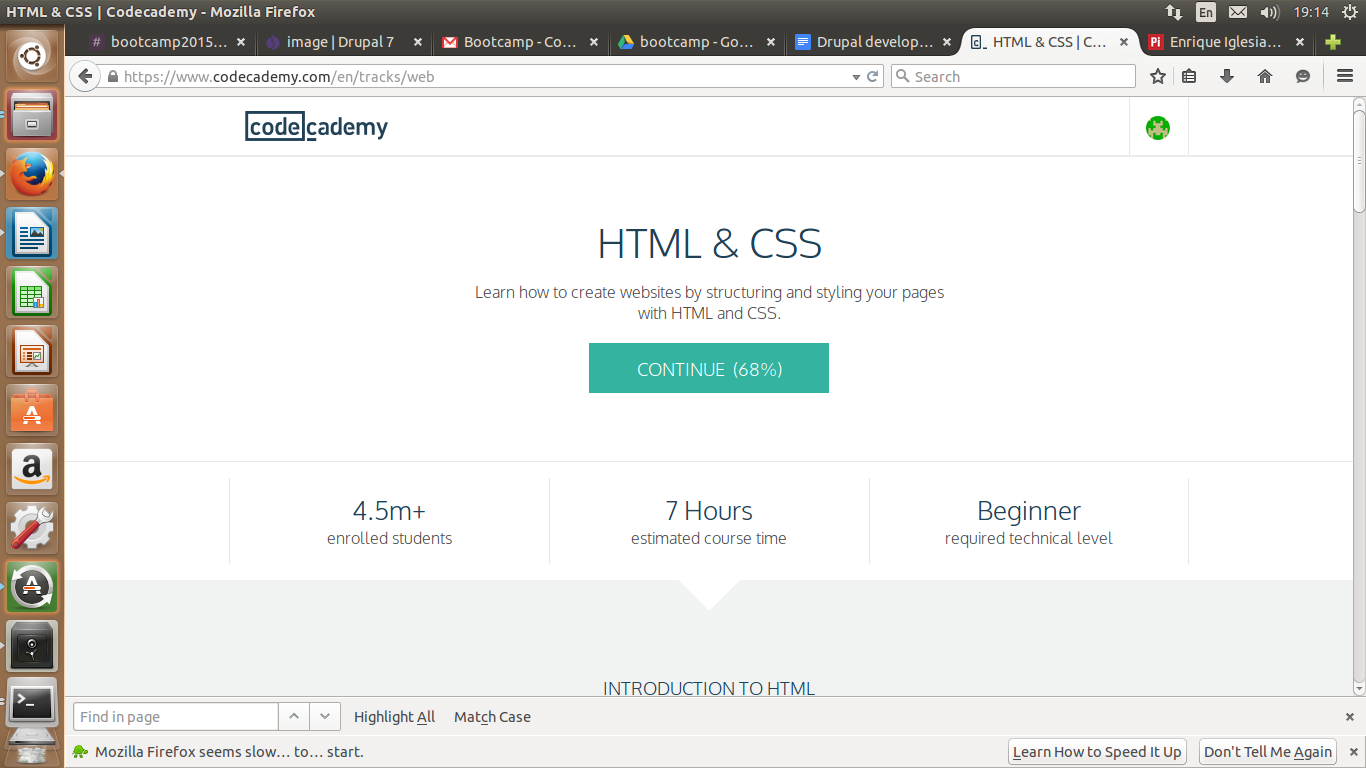 HTML & CSS | Codecademy - Mozilla Firefox
En
19:14
# bootcamp2015…
image | Drupal 7
Bootcamp - Co…
bootcamp - Go…
Drupal develop…
c_ HTML & CSS | C…
Pi Enrique Iglesia…
https://www.codecademy.com/en/tracks/web
Search
codecademy
HTML & CSS
Learn how to create websites by structuring and styling your pages
with HTML and CSS.
CONTINUE (68%)
4.5m+
enrolled students
7 Hours
estimated course time
Beginner
required technical level
INTRODUCTION TO HTML
Find in page
Highlight All
Match Case
Mozilla Firefox seems slow… to… start.
Learn How to Speed It Up
Don't Tell Me Again